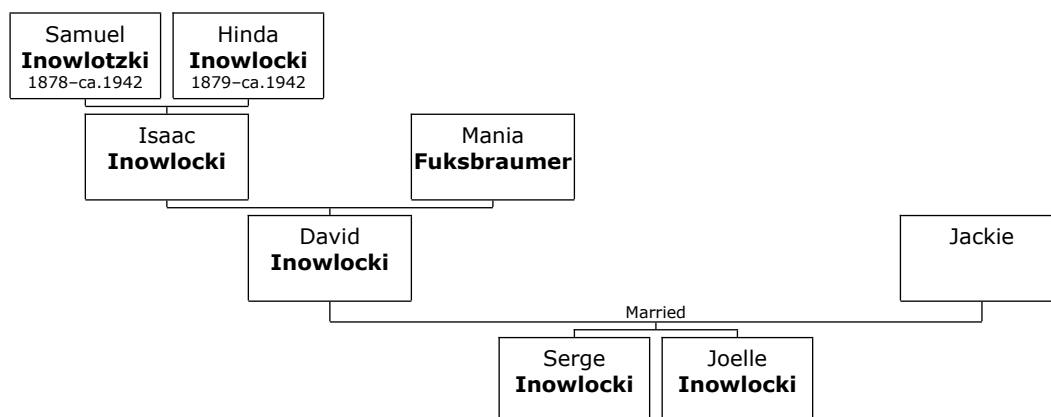 Samuel
Inowlotzki
1878–ca.1942
Hinda
Inowlocki
1879–ca.1942
Isaac
Inowlocki
Mania
Fuksbraumer
David
Inowlocki
Jackie
Married
Serge
Inowlocki
Joelle
Inowlocki